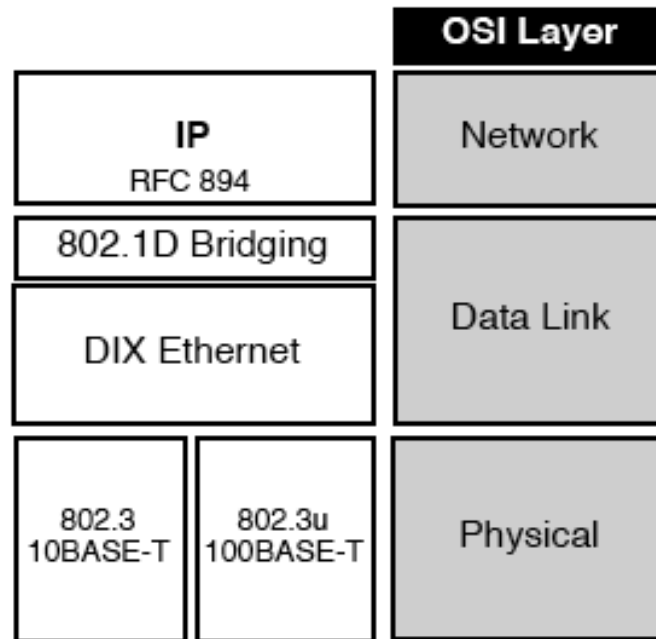 OSI Layer
IP
RFC 894
Network
802.1D Bridging
DIX Ethernet
Data Link
802.3
10BASE-T
802.3u
100BASE-T
Physical